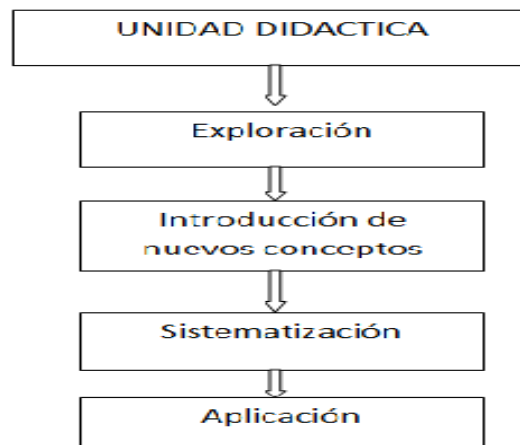 UNIDAD DIDACTICA
Exploración
Introducción de
nuevos conceptos
Sistematización
Aplicación